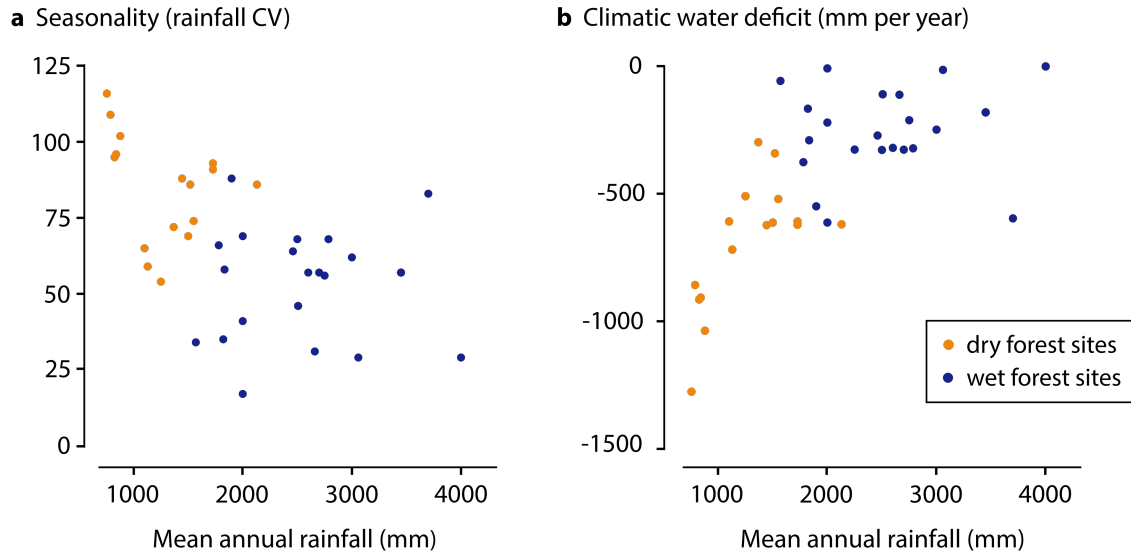 a Seasonality (rainfall CV)
125
100
75
50
25
0
1000 2000 3000 4000
Mean annual rainfall (mm)
b Climatic water deficit (mm per year)
0
-500
-1000
-1500
dry forest sites
wet forest sites
1000 2000 3000 4000
Mean annual rainfall (mm)